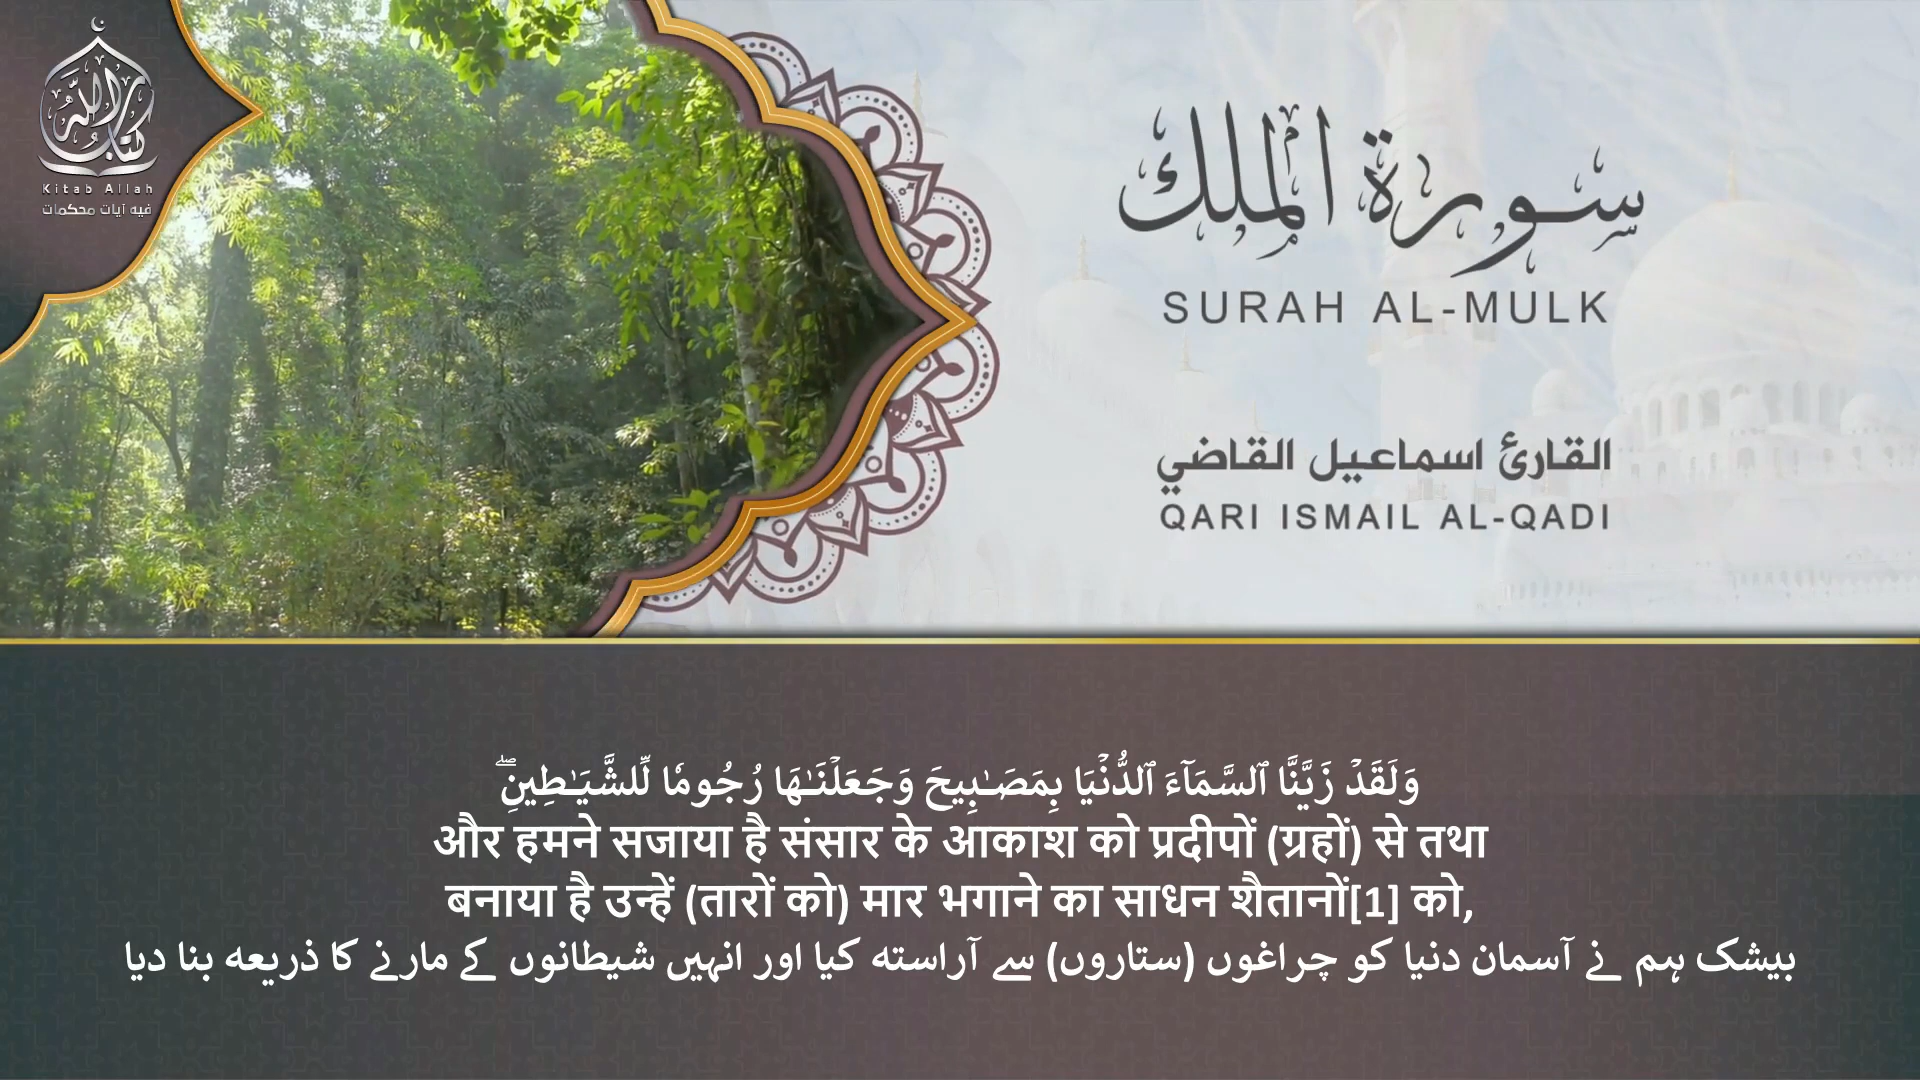 كتاب الله
Kitab Allah
فيه آيات محكمات
سورة الملك
SURAH AL-MULK
القارئ اسماعيل القاضي
QARI ISMAIL AL-QADI
وَلَقَدۡ زَيَّنَّا ٱلسَّمَآءَ ٱلدُّنۡيَا بِمَصَـٰبِيحَ وَجَعَلۡنَـٰهَا رُجُومٗا لِّلشَّيَـٰطِينِۖ
और हमने सजाया है संसार के आकाश को प्रदीपों (ग्रहों) से तथा
बनाया है उन्हें (तारों को) मार भगाने का साधन शैतानों[1] को,
بیشک ہم نے آسمان دنیا کو چراغوں (ستاروں) سے آراستہ کیا اور انہیں شیطانوں کے مارنے کا ذریعہ بنا دیا